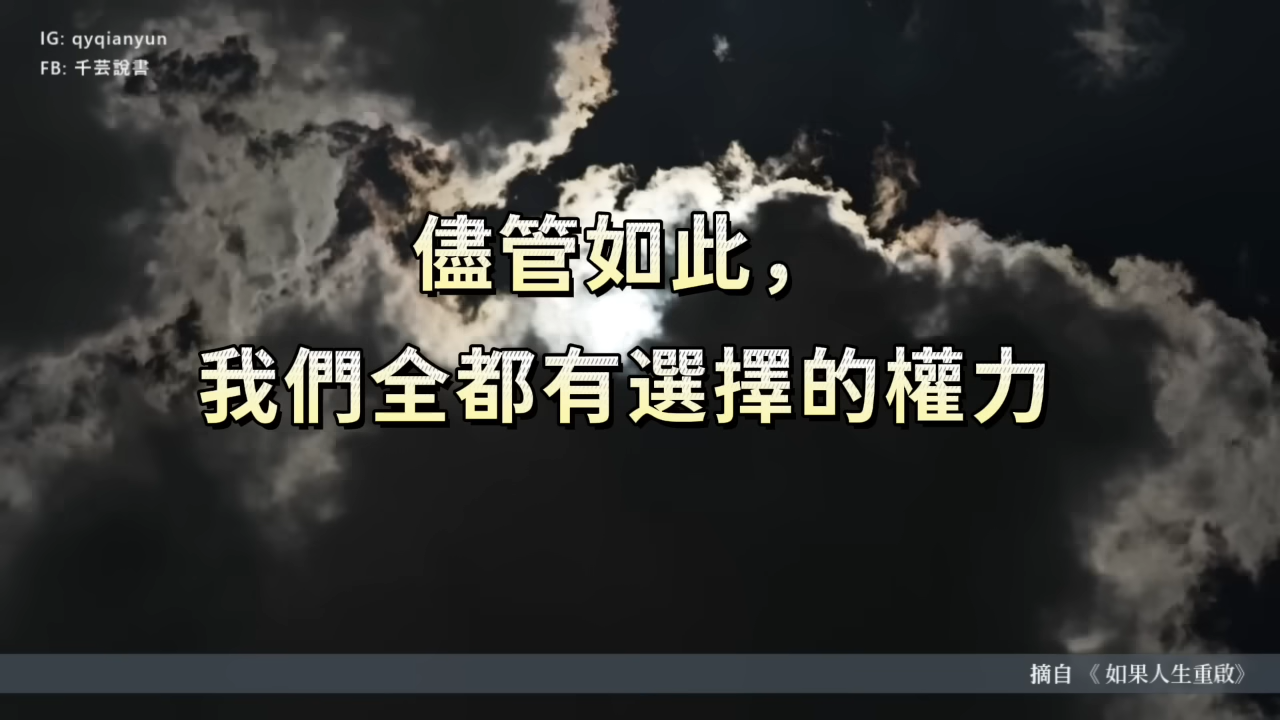 IG: qyqianyun
FB: 千芸說書
儘管如此，
我們全都有選擇的權力
摘自 《 如果人生重啟》